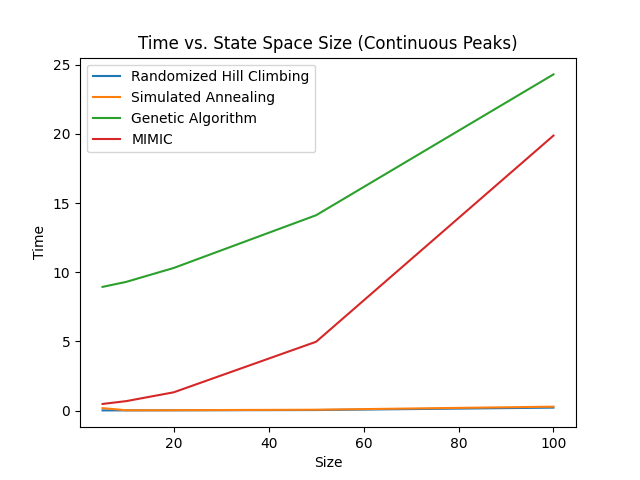 Time vs. State Space Size (Continuous Peaks)
Randomized Hill Climbing
Simulated Annealing
Genetic Algorithm
MIMIC
Time
25
20
15
10
5
0
20 40 60 80 100
Size